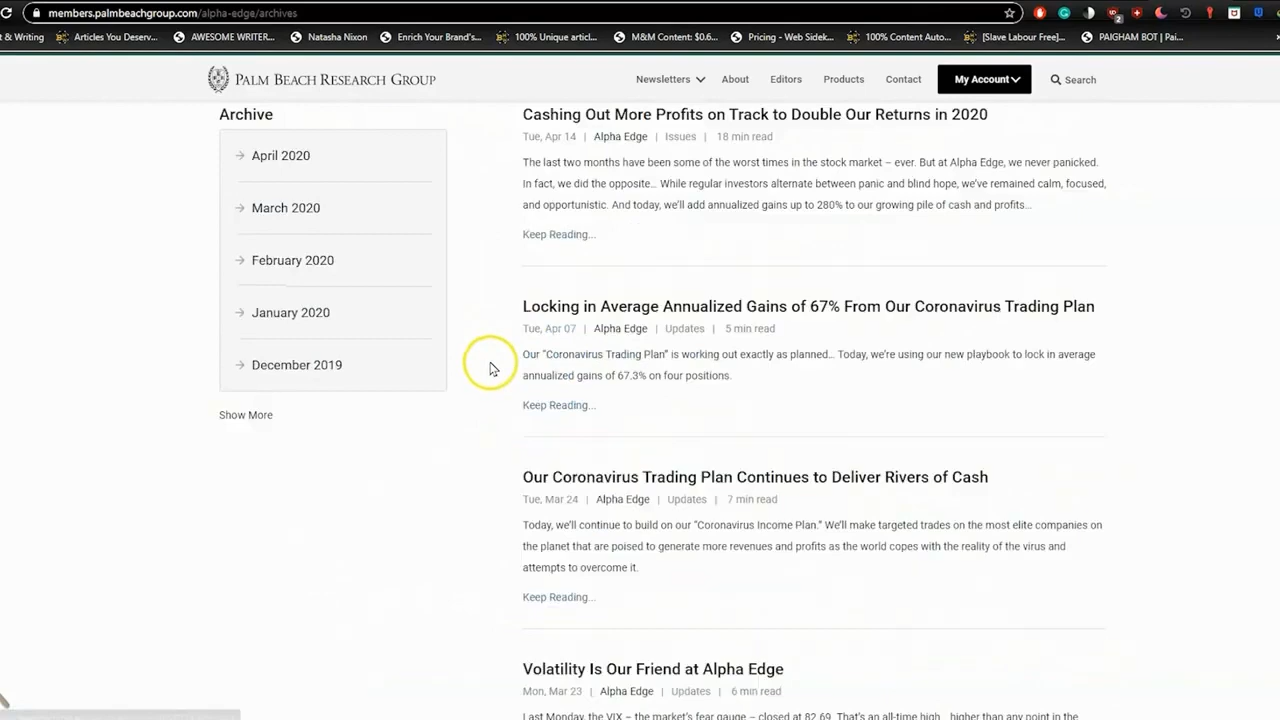 members.palmbeachgroup.com/alpha-edge/archives
t & Writing Articles You Deserv... AWESOME WRITER... Natasha Nixon Enrich Your Brand's... 100% Unique articl... M&M Content: $0.6... Pricing - Web Sidek... 100% Content Auto... [Slave Labour Free]... PAIGHAM BOT | Pai...
PALM BEACH RESEARCH GROUP Newsletters About Editors Products Contact My Account Search
Archive
April 2020
March 2020
February 2020
January 2020
December 2019
Show More
Cashing Out More Profits on Track to Double Our Returns in 2020
Tue, Apr 14 | Alpha Edge | Issues | 18 min read
The last two months have been some of the worst times in the stock market – ever. But at Alpha Edge, we never panicked.
In fact, we did the opposite... While regular investors alternate between panic and blind hope, we've remained calm, focused,
and opportunistic. And today, we'll add annualized gains up to 280% to our growing pile of cash and profits...
Keep Reading...
Locking in Average Annualized Gains of 67% From Our Coronavirus Trading Plan
Tue, Apr 07 | Alpha Edge | Updates | 5 min read
Our “Coronavirus Trading Plan” is working out exactly as planned... Today, we're using our new playbook to lock in average
annualized gains of 67.3% on four positions.
Keep Reading...
Our Coronavirus Trading Plan Continues to Deliver Rivers of Cash
Tue, Mar 24 | Alpha Edge | Updates | 7 min read
Today, we'll continue to build on our “Coronavirus Income Plan.” We'll make targeted trades on the most elite companies on
the planet that are poised to generate more revenues and profits as the world copes with the reality of the virus and
attempts to overcome it.
Keep Reading...
Volatility Is Our Friend at Alpha Edge
Mon, Mar 23 | Alpha Edge | Updates | 6 min read
Last Monday, the VIX – the market's fear gauge – closed at 82.69. That's an all-time high... higher than any point in the